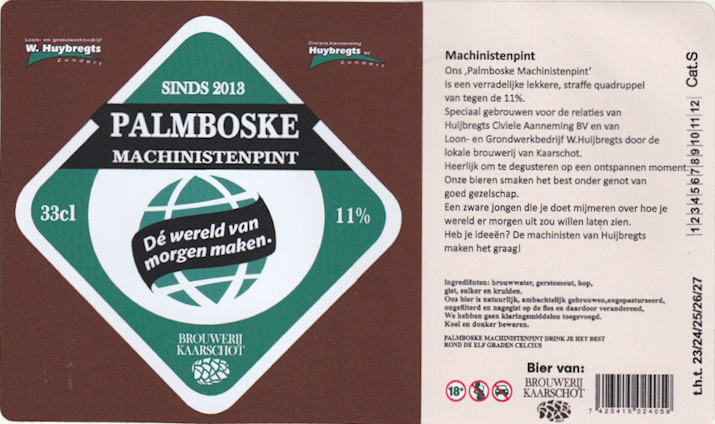 Loon- en grondwerkbedrijf
W. Huybregts
Zundert
Civiele Aanneming
Huybregts BV
Zundert
SINDS 2013
PALMBOSKE
MACHINISTENPINT
33cl
11%
Dé wereld van
morgen maken.
BROUWERIJ
KAARSCHOT
Machinistenpint
Ons ‚Palmboske Machinistenpint’
is een verradelijke lekkere, straffe quadruppel
van tegen de 11%.
Speciaal gebrouwen voor de relaties van
Huijbregts Civiele Aanneming BV en van
Loon- en Grondwerkbedrijf W.Huijbregts door de
lokale brouwerij van Kaarschot.
Heerlijk om te degusteren op een ontspannen moment.
Onze bieren smaken het best onder genot van
goed gezelschap.
Een zware jongen die je doet mijmeren over hoe je
wereld er morgen uit zou willen laten zien.
Heb je ideeën? De machinisten van Huijbregts
maken het graag!
Ingrediënten: brouwwater, gerstemout, hop,
gist, suiker en kruiden.
Ons bier is natuurlijk, ambachtelijk gebrouwen,ongepasturseerd,
ongefilterd en nagegist op de fles en daardoor veranderend,
We hebben geen klaringsmiddelen toegevoegd.
Koel en donker bewaren.
PALMBOSKE MACHINISTENPINT DRINK JE HET BEST
ROND DE ELF GRADEN CELCIUS
18+
Bier van:
BROUWERIJ
KAARSCHOT
7 423415 024059
t.h.t. 23/24/25/26/27
1 2 3 4 5 6 7 8 9 10 11 12
Cat.S